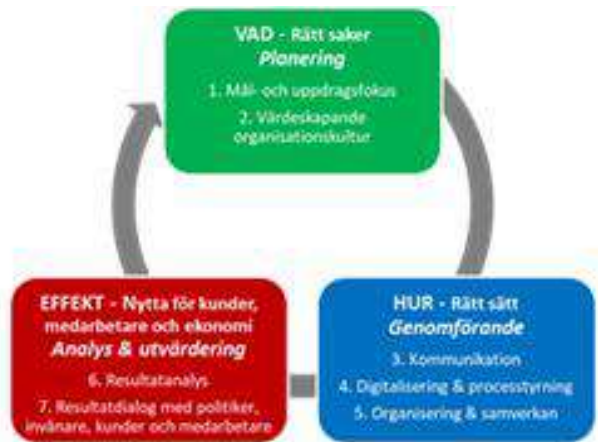 VAD - Rätt saker
Planering
1. Mål- och uppdragsfokus
2. Värdeskapande
organisationskultur
HUR - Rätt sätt
Genomförande
3. Kommunikation
4. Digitalisering & processtyrning
5. Organisering & samverkan
EFFEKT - Nytta för kunder,
medarbetare och ekonomi
Analys & utvärdering
6. Resultatanalys
7. Resultatdialog med politiker,
invånare, kunder och medarbetare